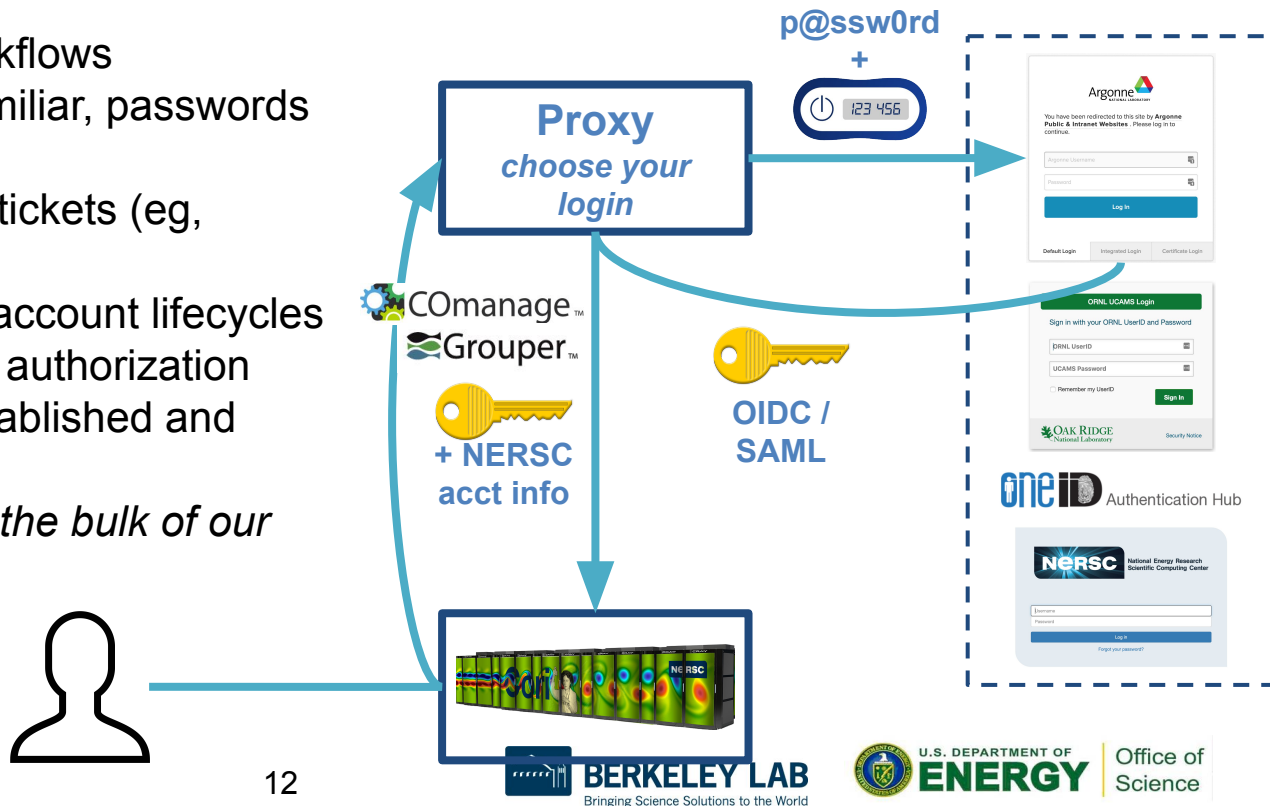 kflows
miliar, passwords
tickets (eg,
account lifecycles
authorization
ablished and
the bulk of our
p@ssw0rd
+
123 456
Proxy
choose your
login
COmanage™
Grouper™
+ NERSC
acct info
OIDC /
SAML
Argonne
NATIONAL LABORATORY
You have been redirected to this site by Argonne
Public & Intranet Websites . Please log in to
continue.
Argonne Username
Password
Log In
Default Login Integrated Login Certificate Login
ORNL UCAMS Login
Sign in with your ORNL UserID and Password
ORNL UserID
UCAMS Password
Remember my UserID
Sign In
OAK RIDGE
National Laboratory
Security Notice
OneID Authentication Hub
NERSC
National Energy Research
Scientific Computing Center
Username
Password
Log in
Forgot your password?
Cori
NERSC
12
BERKELEY LAB
Bringing Science Solutions to the World
U.S. DEPARTMENT OF
ENERGY
Office of
Science